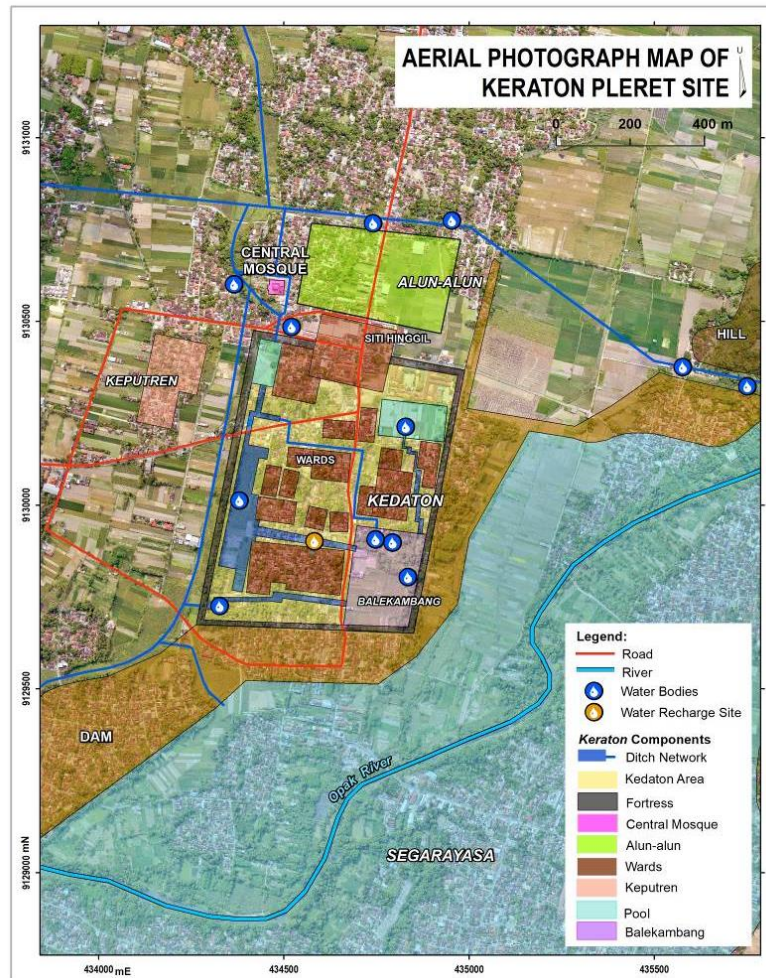 AERIAL PHOTOGRAPH MAP OF
KERATON PLERET SITE
U
0 200 400 m
9131000
9130500
9130000
9129500
9129000 mN
434000 mE
434500
435000
435500
CENTRAL
MOSQUE
ALUN-ALUN
SITI HINGGIL
HILL
KEPUTREN
WARDS
KEDATON
BALEKAMBANG
DAM
Opak River
SEGARAYASA
Legend:
Road
River
Water Bodies
Water Recharge Site
Keraton Components
Ditch Network
Kedaton Area
Fortress
Central Mosque
Alun-alun
Wards
Keputren
Pool
Balekambang